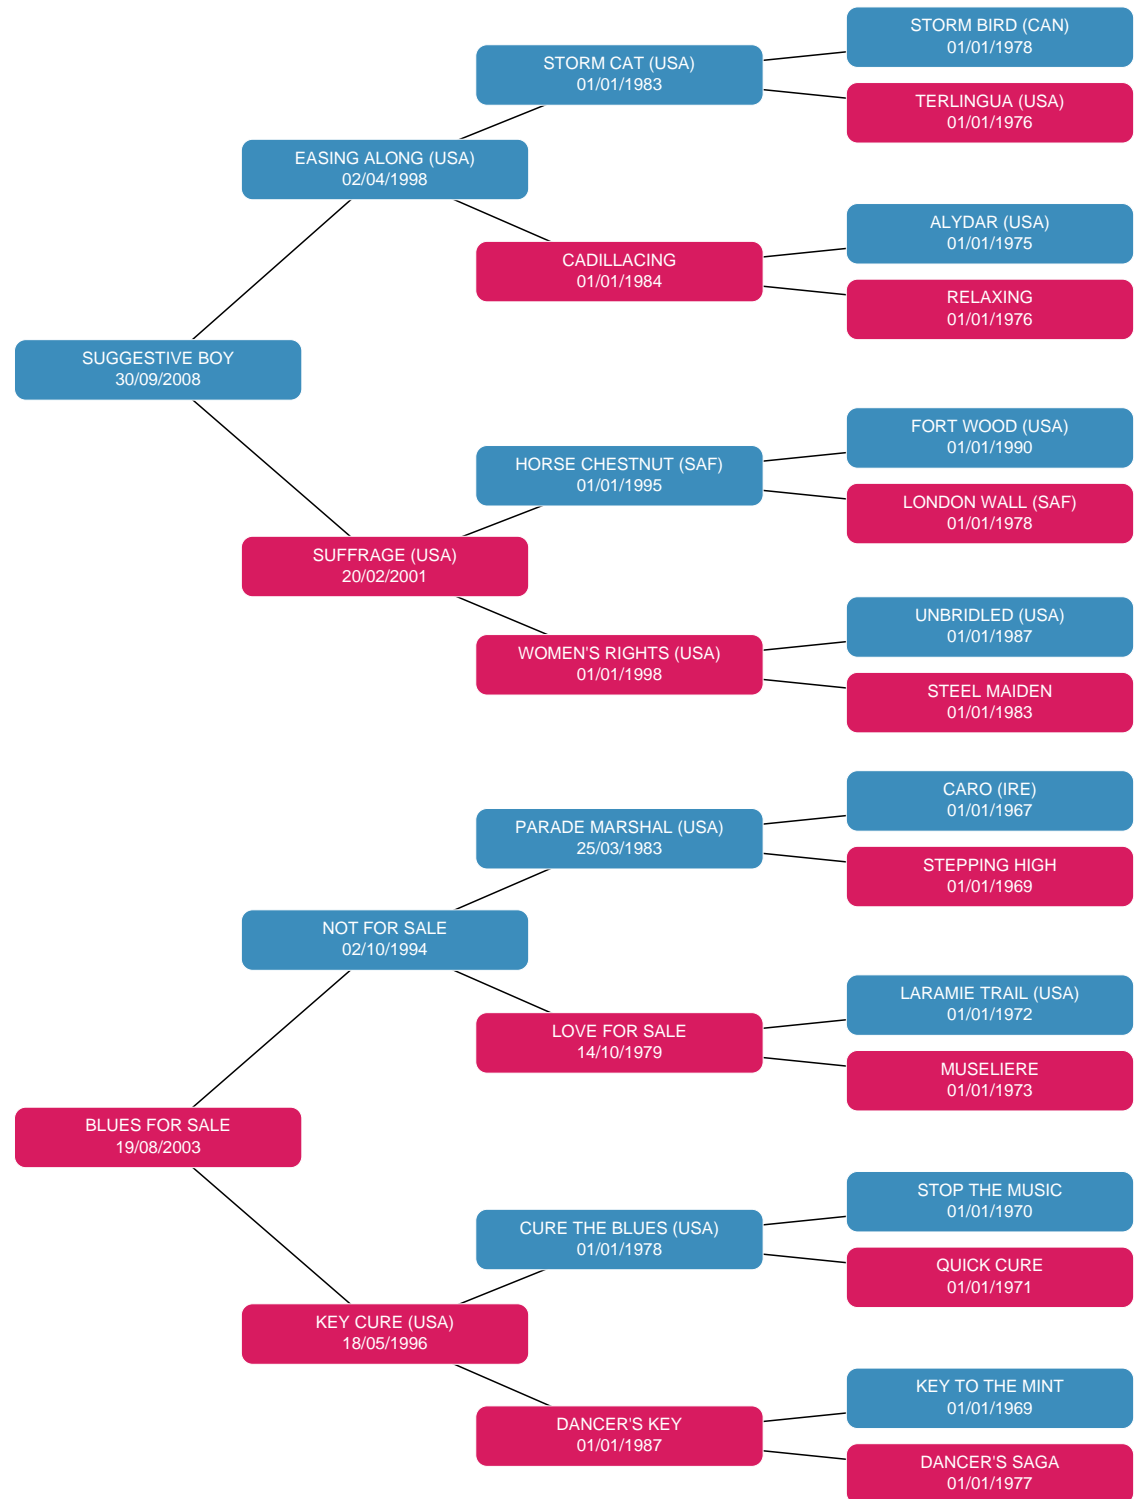 STORM BIRD (CAN)
01/01/1978
STORM CAT (USA)
01/01/1983
TERLINGUA (USA)
01/01/1976
EASING ALONG (USA)
02/04/1998
ALYDAR (USA)
01/01/1975
CADILLACING
01/01/1984
RELAXING
01/01/1976
SUGGESTIVE BOY
30/09/2008
FORT WOOD (USA)
01/01/1990
HORSE CHESTNUT (SAF)
01/01/1995
LONDON WALL (SAF)
01/01/1978
SUFFRAGE (USA)
20/02/2001
UNBRIDLED (USA)
01/01/1987
WOMEN'S RIGHTS (USA)
01/01/1998
STEEL MAIDEN
01/01/1983
CARO (IRE)
01/01/1967
PARADE MARSHAL (USA)
25/03/1983
STEPPING HIGH
01/01/1969
NOT FOR SALE
02/10/1994
LARAMIE TRAIL (USA)
01/01/1972
LOVE FOR SALE
14/10/1979
MUSELIERE
01/01/1973
BLUES FOR SALE
19/08/2003
STOP THE MUSIC
01/01/1970
CURE THE BLUES (USA)
01/01/1978
QUICK CURE
01/01/1971
KEY CURE (USA)
18/05/1996
KEY TO THE MINT
01/01/1969
DANCER'S KEY
01/01/1987
DANCER'S SAGA
01/01/1977